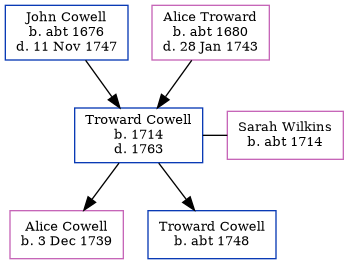 John Cowell
b. abt 1676
d. 11 Nov 1747
Alice Troward
b. abt 1680
d. 28 Jan 1743
Troward Cowell
b. 1714
d. 1763
Sarah Wilkins
b. abt 1714
Alice Cowell
b. 3 Dec 1739
Troward Cowell
b. abt 1748